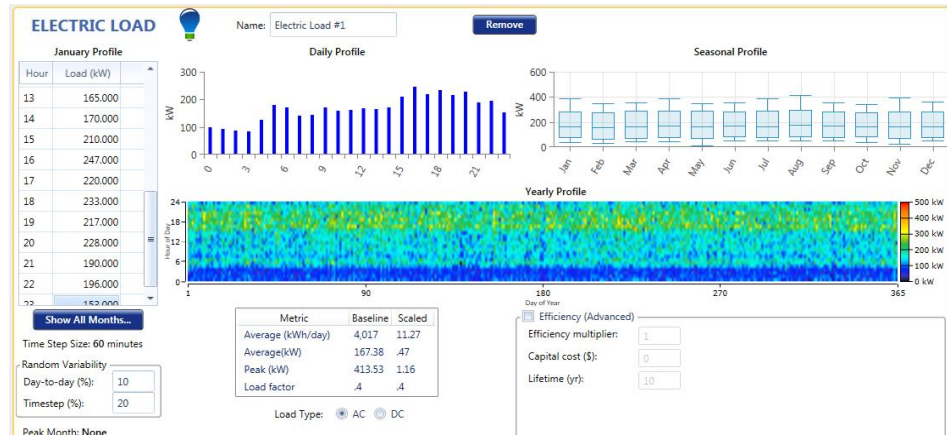 ELECTRIC LOAD
Name: Electric Load #1
Remove
January Profile
Hour Load (kW)
13 165.000
14 170.000
15 210.000
16 247.000
17 220.000
18 233.000
19 217.000
20 228.000
21 190.000
22 196.000
23 153.000
Show All Months...
Time Step Size: 60 minutes
Random Variability
Day-to-day (%): 10
Timestep (%): 20
Peak Month: None
Daily Profile
kW
300
200
100
0
0 3 6 9 12 15 18 21
Seasonal Profile
kW
600
400
200
0
Jan Feb Mar Apr May Jun Jul Aug Sep Oct Nov Dec
Yearly Profile
Hour of Day
24
18
12
6
0
1 90 180 270 365
Day of Year
500 kW
400 kW
300 kW
200 kW
100 kW
0 kW
Metric Baseline Scaled
Average (kWh/day) 4,017 11.27
Average(kW) 167.38 .47
Peak (kW) 413.53 1.16
Load factor .4 .4
Load Type: AC DC
Efficiency (Advanced)
Efficiency multiplier: 1
Capital cost ($): 0
Lifetime (yr): 10